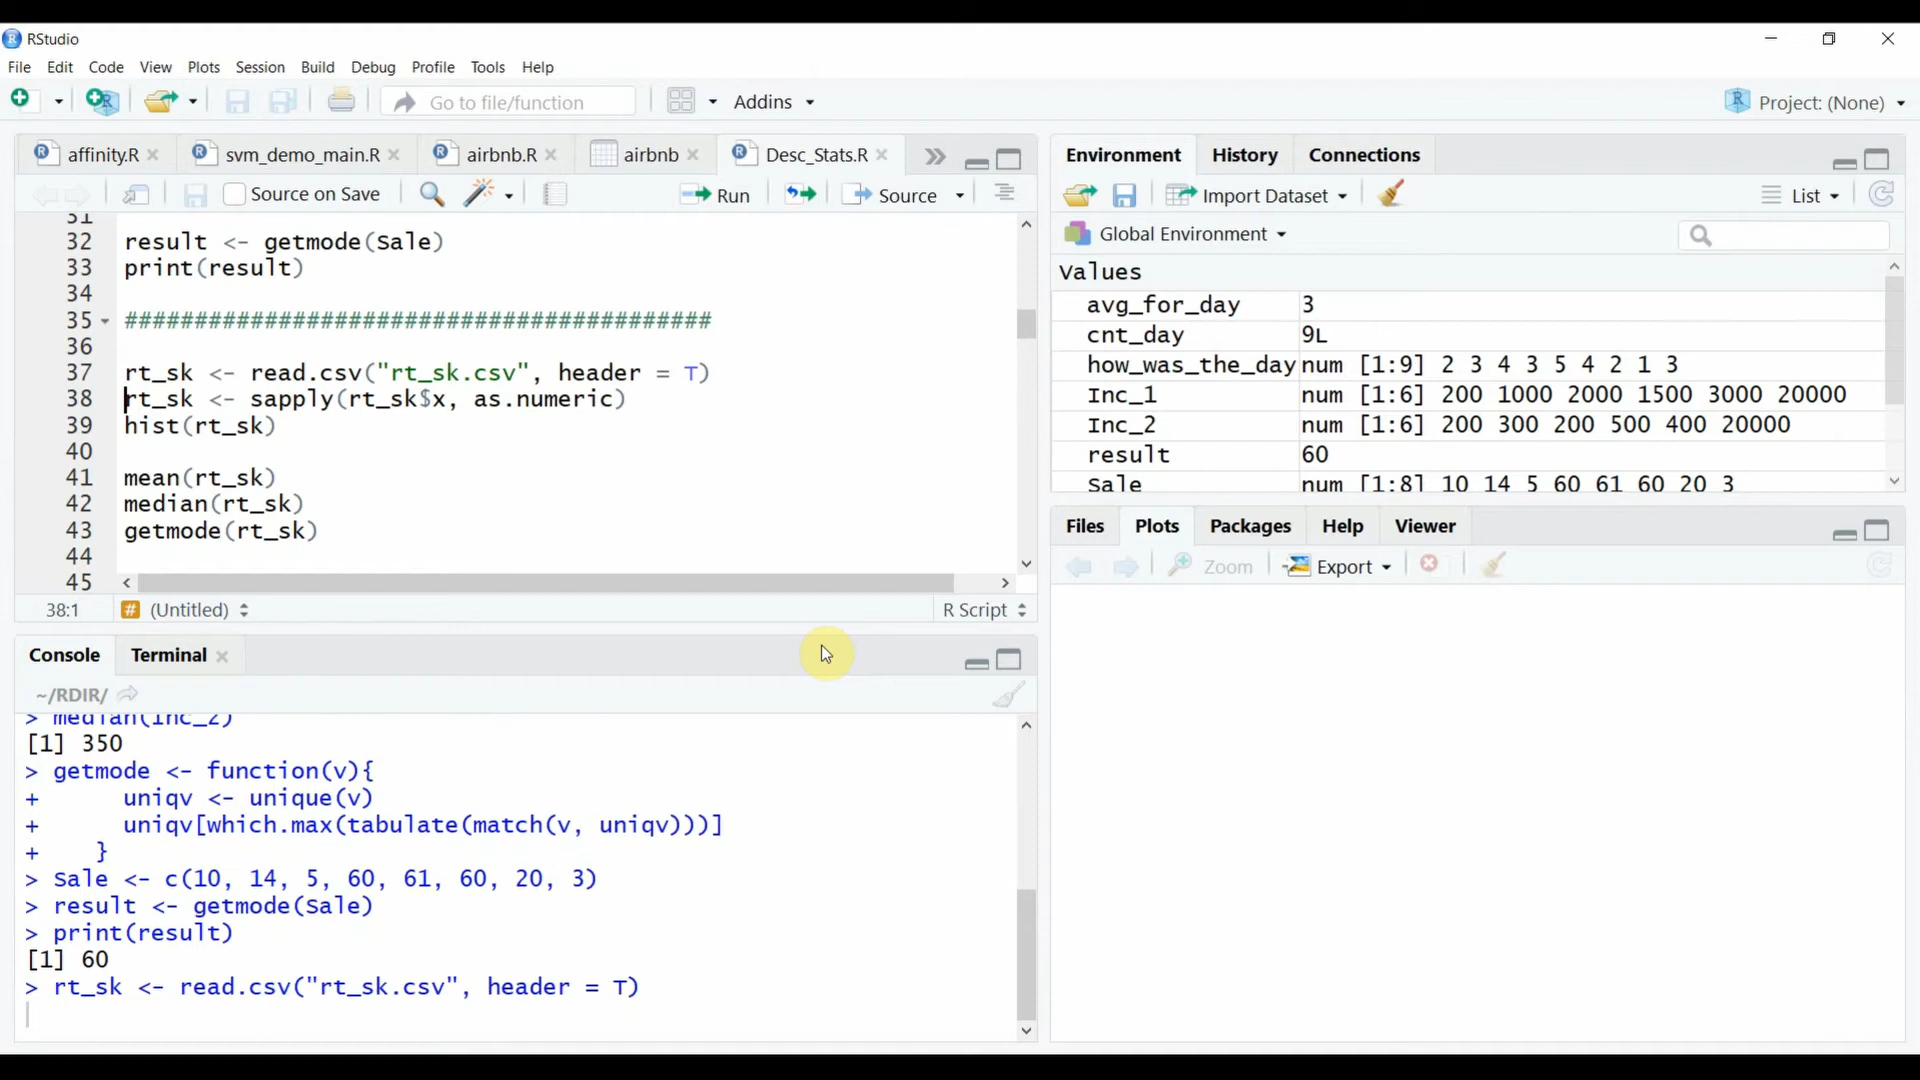 RStudio
File Edit Code View Plots Session Build Debug Profile Tools Help
Go to file/function Addins Project: (None)
affinity.R svm_demo_main.R airbnb.R airbnb Desc_Stats.R
Source on Save Run Source
31
32 result <- getmode(Sale)
33 print(result)
34
35 ##########################################
36
37 rt_sk <- read.csv("rt_sk.csv", header = T)
38 rt_sk <- sapply(rt_sk$x, as.numeric)
39 hist(rt_sk)
40
41 mean(rt_sk)
42 median(rt_sk)
43 getmode(rt_sk)
44
45
38:1 # (Untitled) R Script
Console Terminal
~/RDIR/
> median(Inc_2)
[1] 350
> getmode <- function(v){
+ uniqv <- unique(v)
+ uniqv[which.max(tabulate(match(v, uniqv)))]
+ }
> Sale <- c(10, 14, 5, 60, 61, 60, 20, 3)
> result <- getmode(Sale)
> print(result)
[1] 60
> rt_sk <- read.csv("rt_sk.csv", header = T)
Environment History Connections
Import Dataset List
Global Environment
Values
avg_for_day 3
cnt_day 9L
how_was_the_day num [1:9] 2 3 4 3 5 4 2 1 3
Inc_1 num [1:6] 200 1000 2000 1500 3000 20000
Inc_2 num [1:6] 200 300 200 500 400 20000
result 60
Sale num [1:8] 10 14 5 60 61 60 20 3
Files Plots Packages Help Viewer
Zoom Export